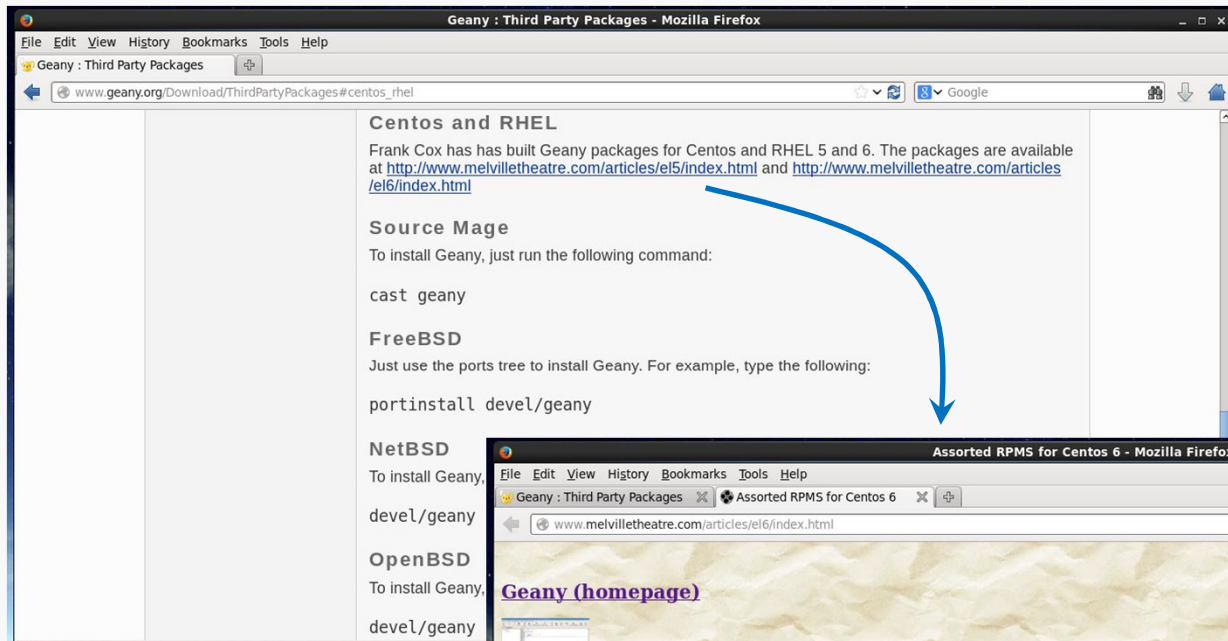 Geany : Third Party Packages - Mozilla Firefox
File Edit View History Bookmarks Tools Help
Geany : Third Party Packages
www.geany.org/Download/ThirdPartyPackages#centos_rhel
Google
Centos and RHEL
Frank Cox has has built Geany packages for Centos and RHEL 5 and 6. The packages are available
at http://www.melvilletheatre.com/articles/el5/index.html and http://www.melvilletheatre.com/articles
/el6/index.html
Source Mage
To install Geany, just run the following command:
cast geany
FreeBSD
Just use the ports tree to install Geany. For example, type the following:
portinstall devel/geany
NetBSD
To install Geany,
devel/geany
OpenBSD
To install Geany,
devel/geany
Assorted RPMS for Centos 6 - Mozilla Firefo
File Edit View History Bookmarks Tools Help
Geany : Third Party Packages
Assorted RPMS for Centos 6
www.melvilletheatre.com/articles/el6/index.html
Geany (homepage)